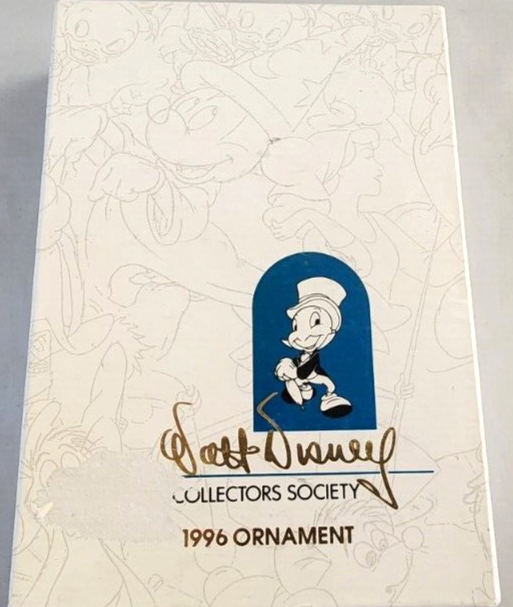 Walt Disney
COLLECTORS SOCIETY
1996 ORNAMENT